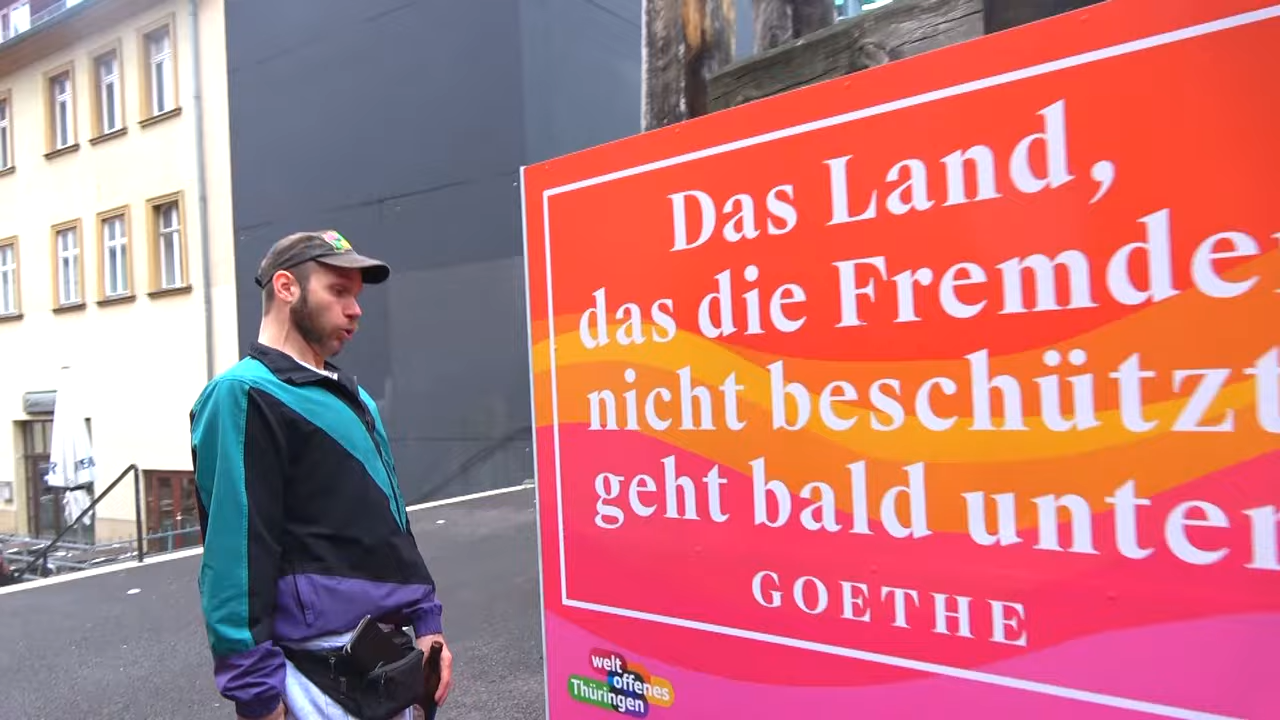 Das Land,
das die Fremde
nicht beschützt
geht bald unter
GOETHE
welt
offenes
Thüringen